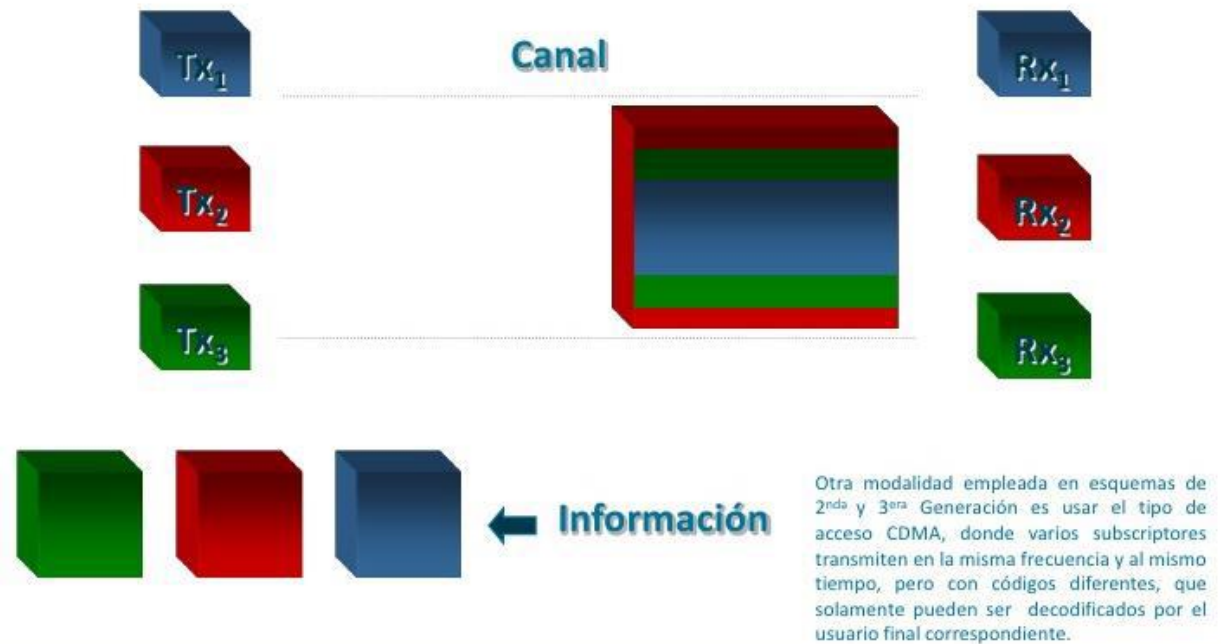 Tx₁
Canal
Rx₁
Tx₂
Rx₂
Tx₃
Rx₃
Información
Otra modalidad empleada en esquemas de
2ⁿᵈᵃ y 3ᵉʳᵃ Generación es usar el tipo de
acceso CDMA, donde varios subscriptores
transmiten en la misma frecuencia y al mismo
tiempo, pero con códigos diferentes, que
solamente pueden ser decodificados por el
usuario final correspondiente.